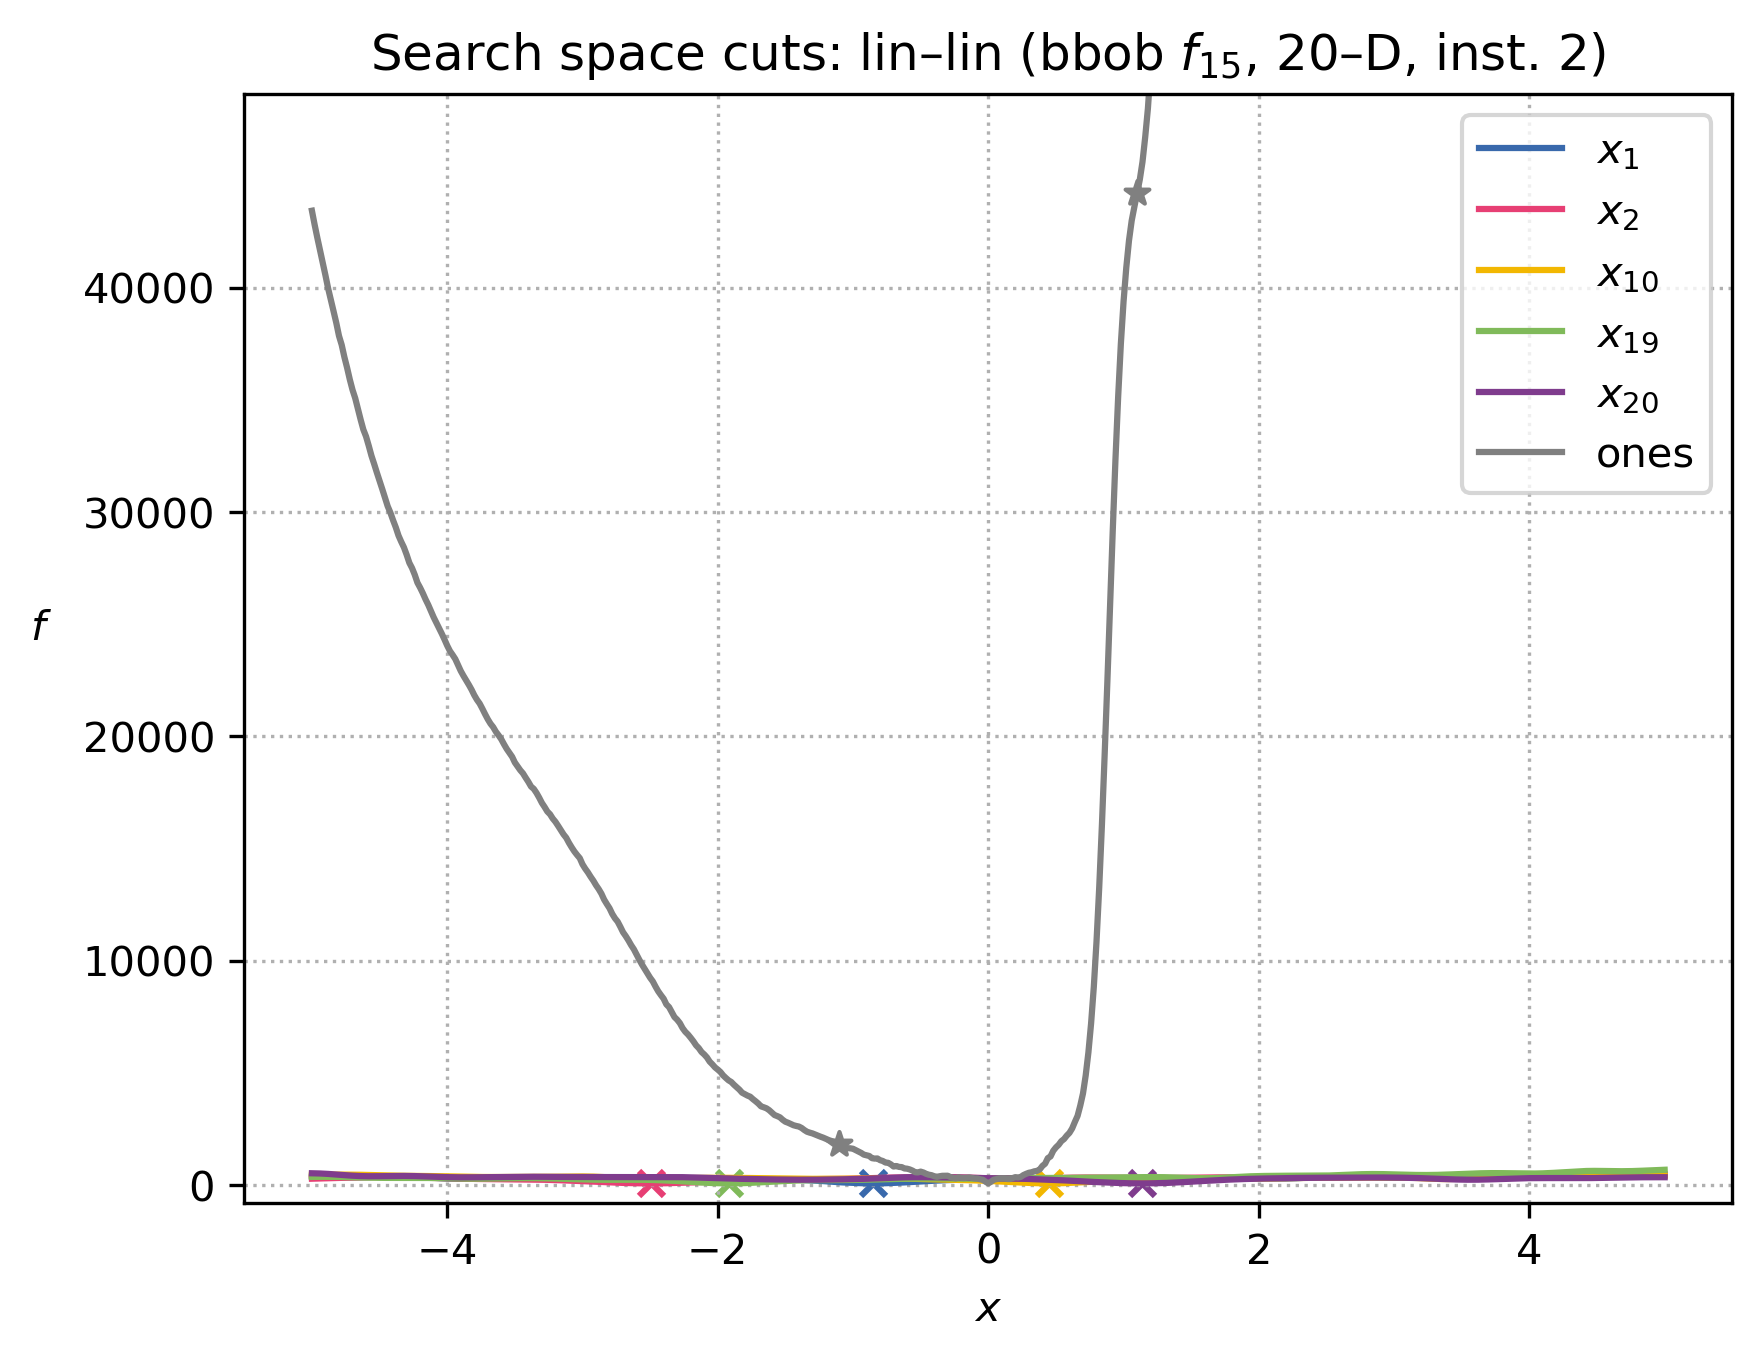 Search space cuts: lin–lin (bbob f15, 20–D, inst. 2)
x1
x2
x10
x19
x20
ones
40000
30000
20000
10000
0
f
−4 −2 0 2 4
x